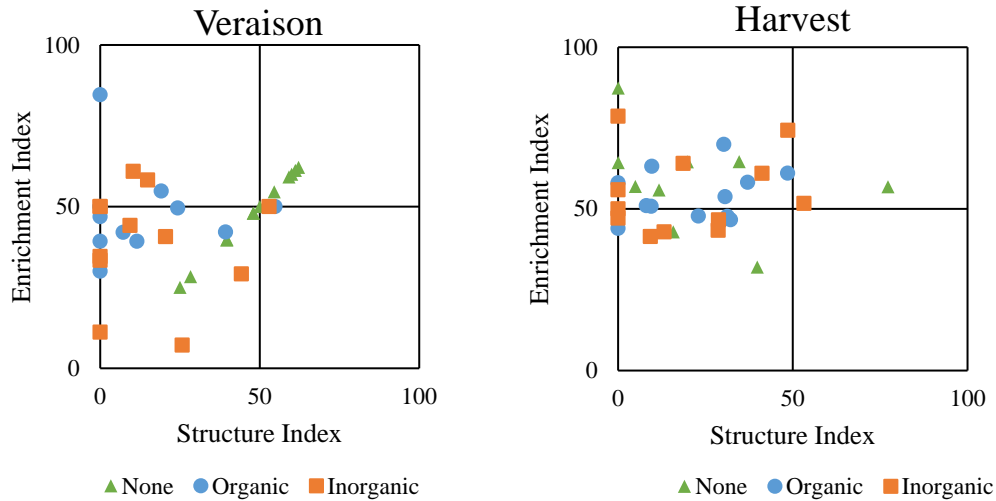 Veraison
100
50
0
0 50 100
Enrichment Index
Structure Index
None Organic Inorganic
Harvest
100
50
0
0 50 100
Enrichment Index
Structure Index
None Organic Inorganic